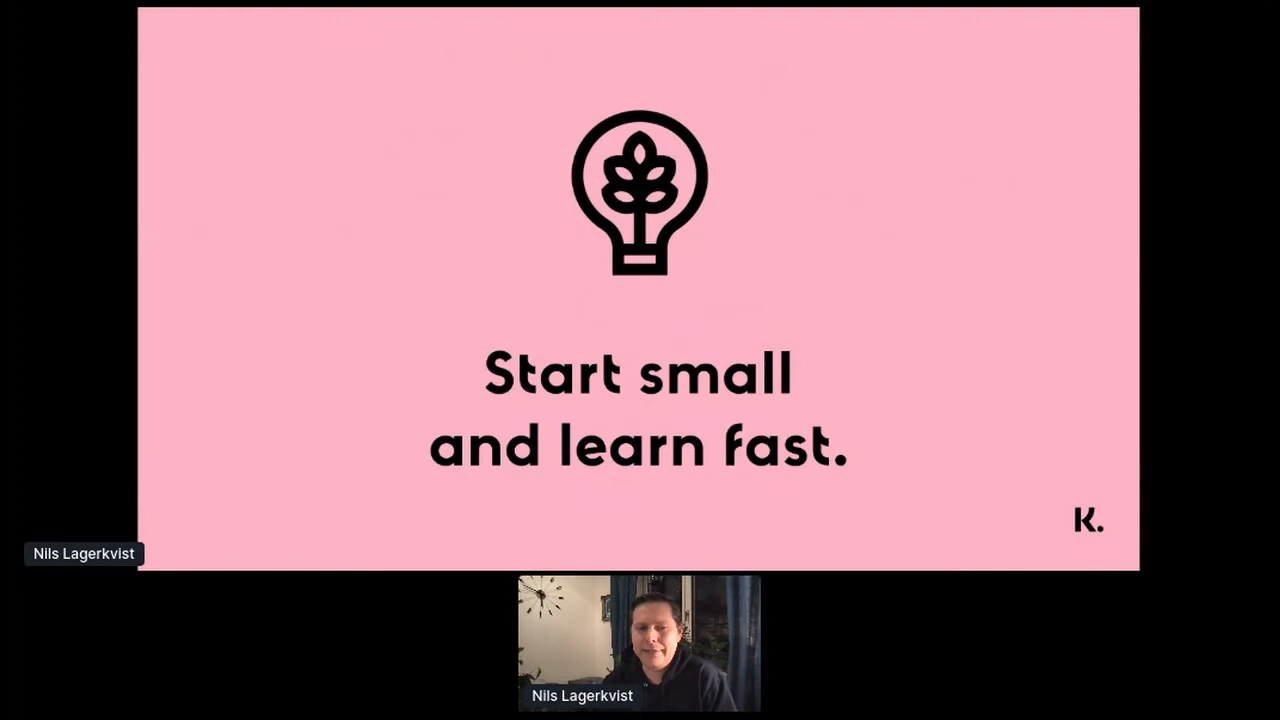 Start small
and learn fast.
K.
Nils Lagerkvist
Nils Lagerkvist